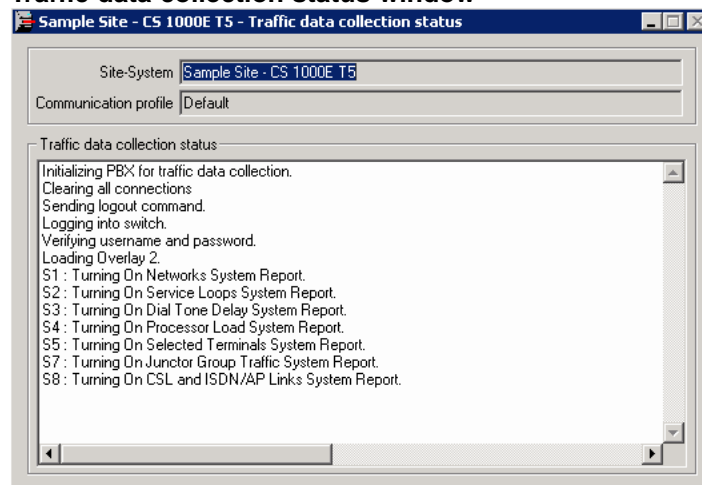 Traffic data collection status window
Sample Site - CS 1000E T5 - Traffic data collection status
Site-System Sample Site - CS 1000E T5
Communication profile Default
Traffic data collection status
Initializing PBX for traffic data collection.
Clearing all connections
Sending logout command.
Logging into switch.
Verifying username and password.
Loading Overlay 2.
S1 : Turning On Networks System Report.
S2 : Turning On Service Loops System Report.
S3 : Turning On Dial Tone Delay System Report.
S4 : Turning On Processor Load System Report.
S5 : Turning On Selected Terminals System Report.
S7 : Turning On Junctor Group Traffic System Report.
S8 : Turning On CSL and ISDN/AP Links System Report.